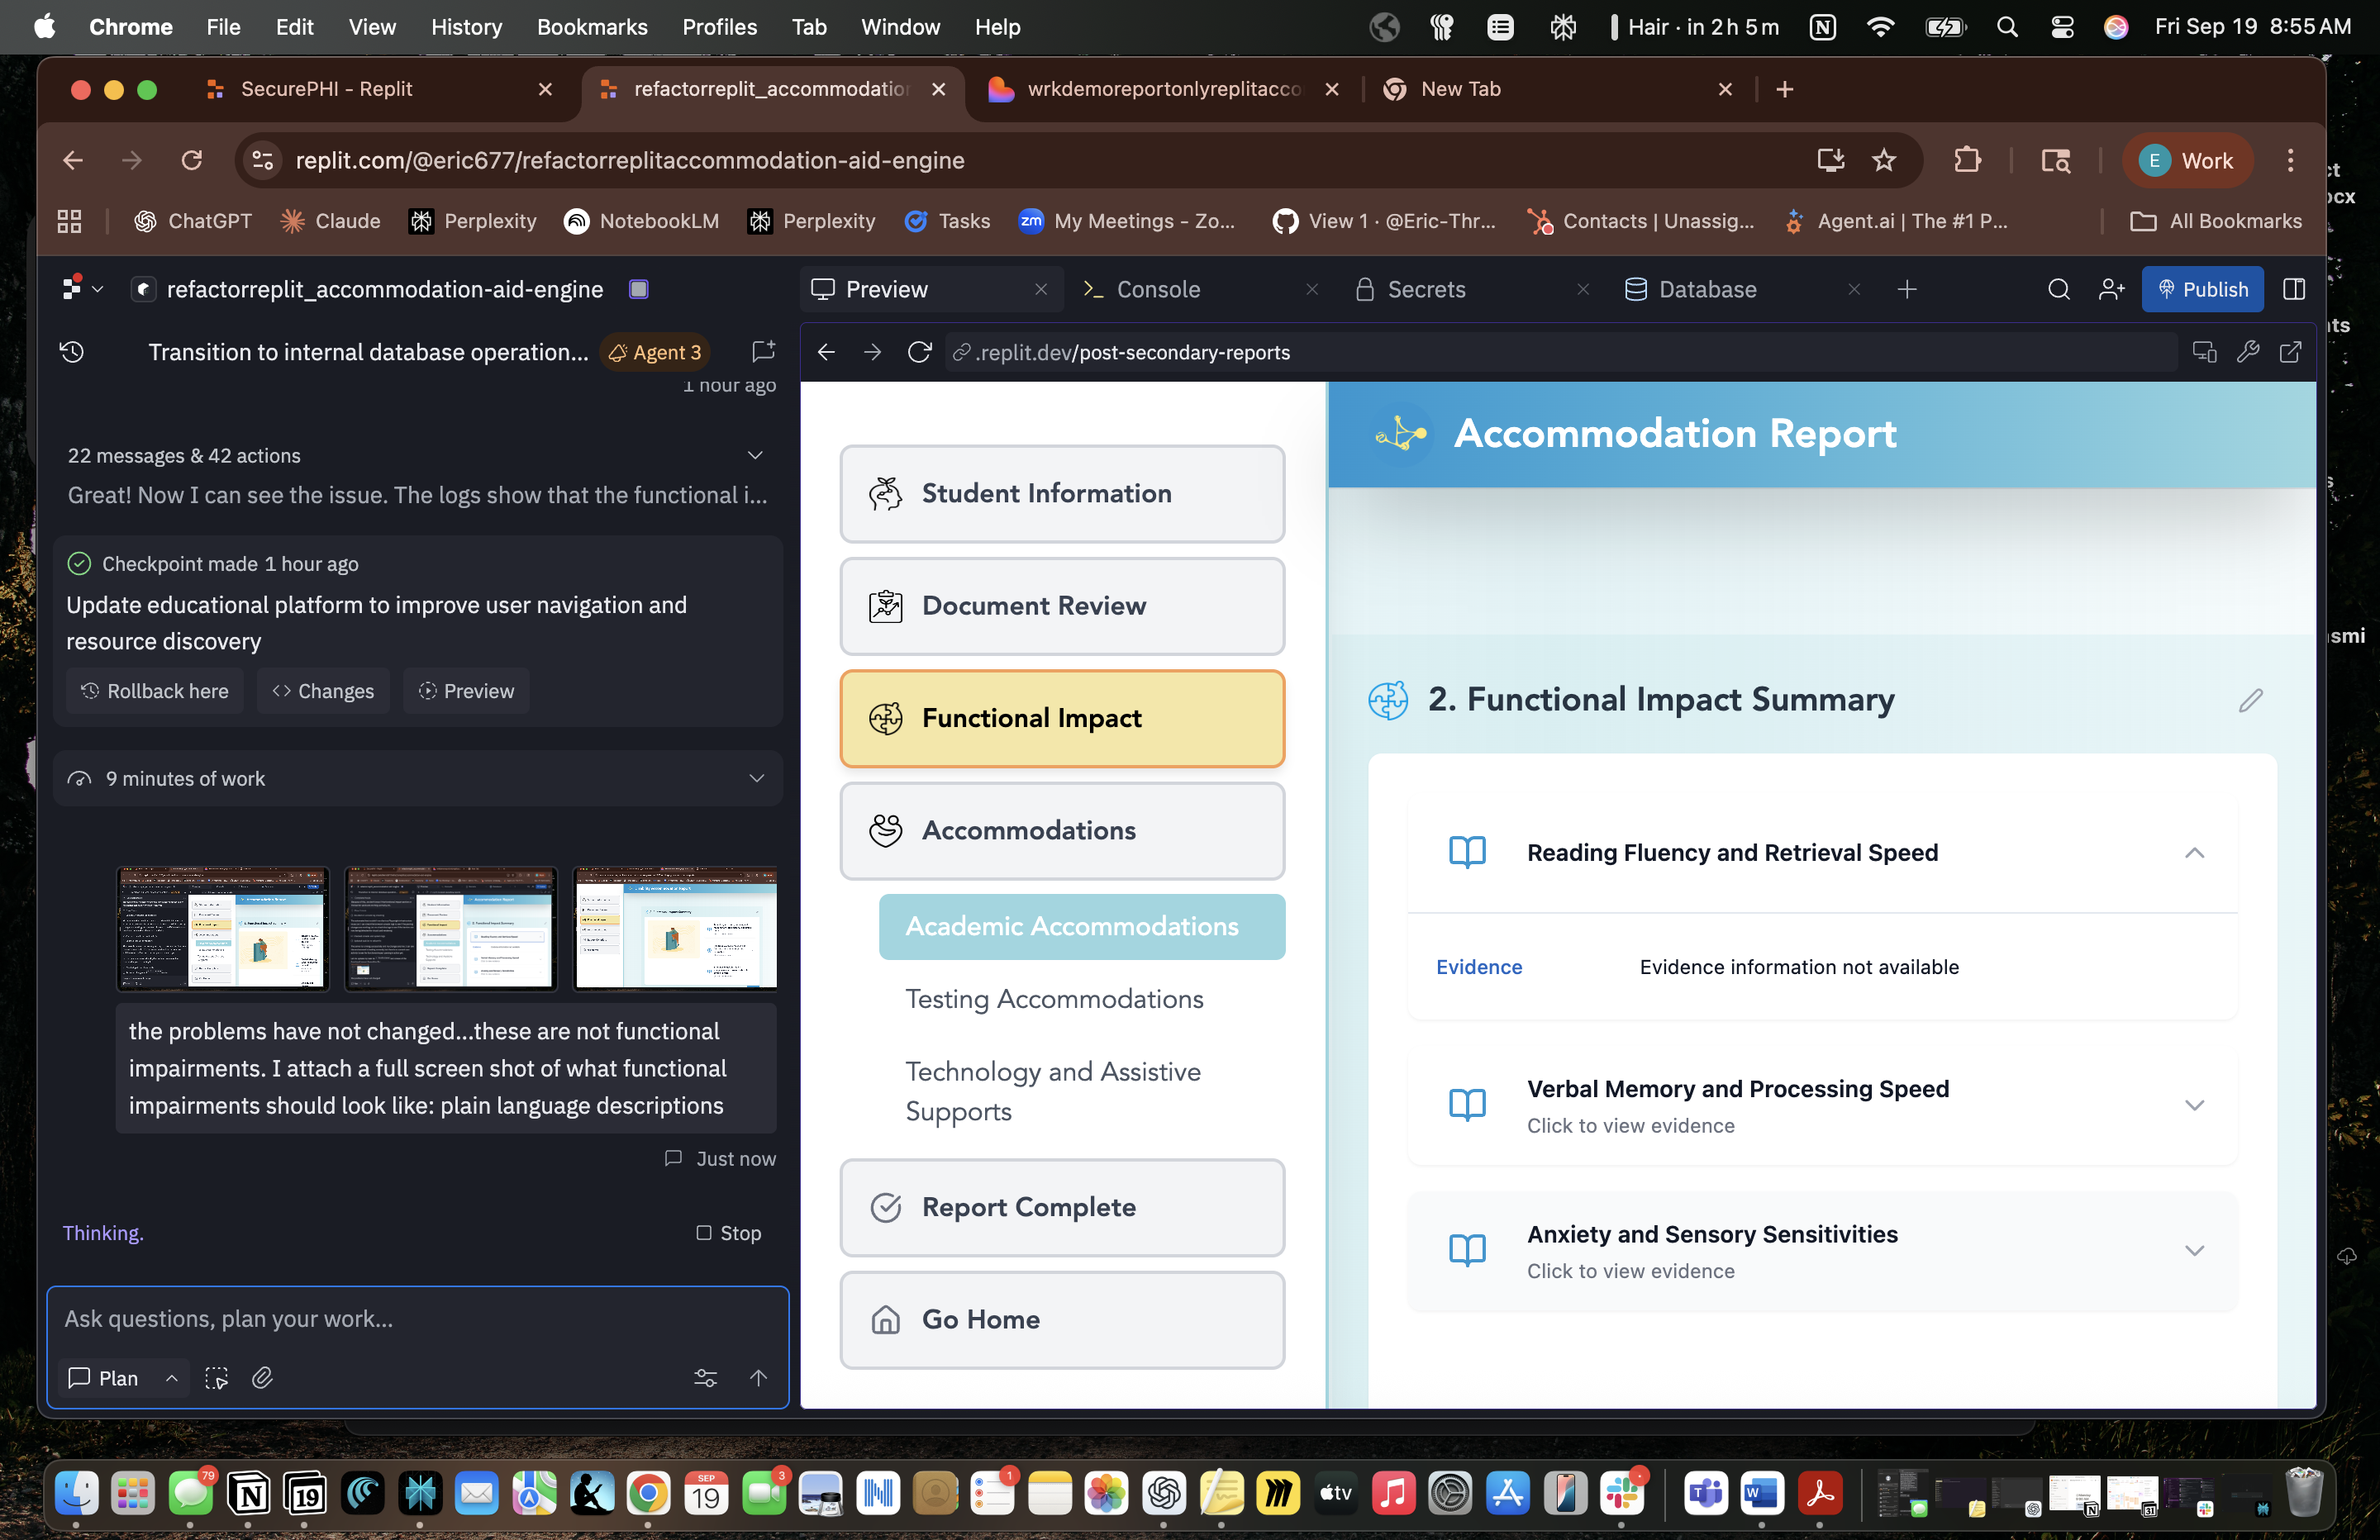 Chrome File Edit View History Bookmarks Profiles Tab Window Help Hair · in 2 h 5 m Fri Sep 19 8:55 AM
SecurePHI - Replit
refactorreplit_accommodation
wrkdemoreportonlyreplitacco
New Tab
replit.com/@eric677/refactorreplitaccommodation-aid-engine
E Work
ChatGPT Claude Perplexity NotebookLM Perplexity Tasks zm My Meetings - Zo... View 1 · @Eric-Thr... Contacts | Unassig... Agent.ai | The #1 P... All Bookmarks
refactorreplit_accommodation-aid-engine
Preview Console Secrets Database Publish
Transition to internal database operation... Agent 3
1 hour ago
22 messages & 42 actions
Great! Now I can see the issue. The logs show that the functional i...
Checkpoint made 1 hour ago
Update educational platform to improve user navigation and
resource discovery
Rollback here Changes Preview
9 minutes of work
the problems have not changed...these are not functional
impairments. I attach a full screen shot of what functional
impairments should look like: plain language descriptions
Just now
Thinking. Stop
Ask questions, plan your work...
Plan
.replit.dev/post-secondary-reports
Student Information
Document Review
Functional Impact
Accommodations
Academic Accommodations
Testing Accommodations
Technology and Assistive
Supports
Report Complete
Go Home
Accommodation Report
2. Functional Impact Summary
Reading Fluency and Retrieval Speed
Evidence Evidence information not available
Verbal Memory and Processing Speed
Click to view evidence
Anxiety and Sensory Sensitivities
Click to view evidence
79
19
SEP
19
3
1
tv